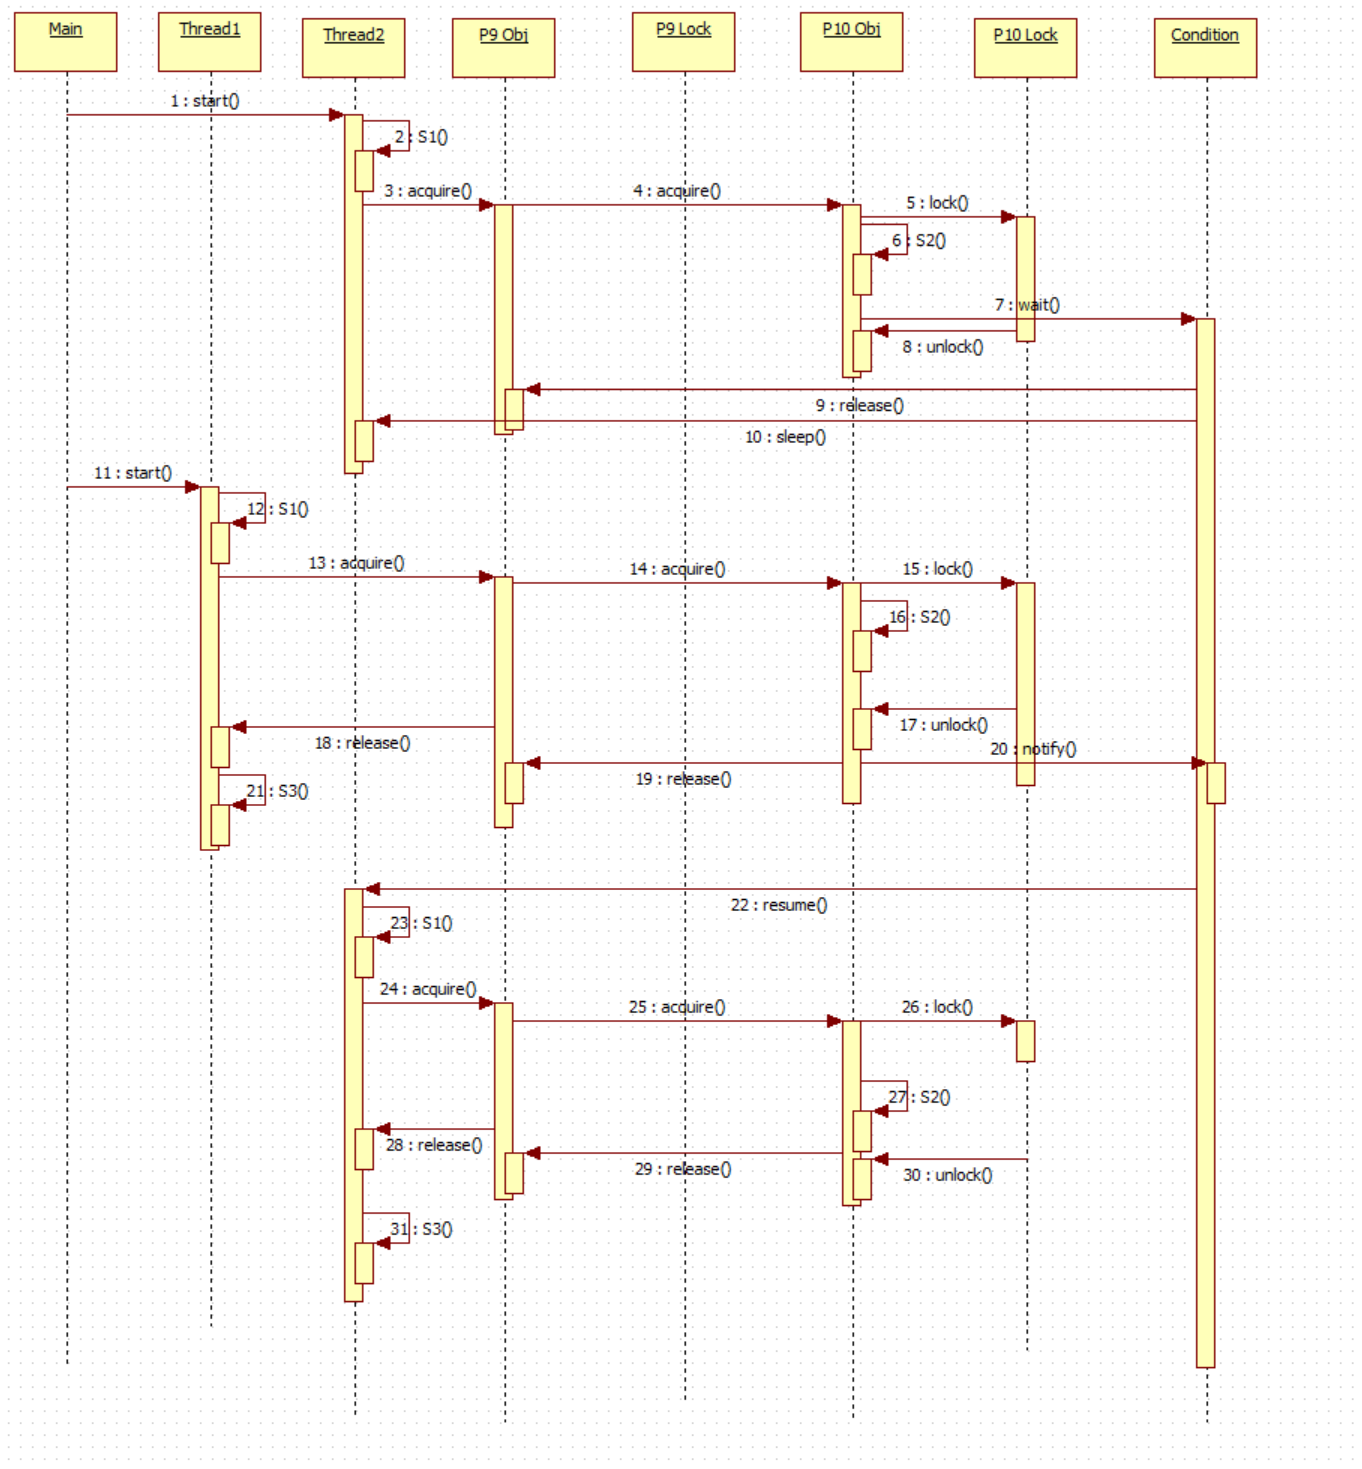 Main
Thread1
Thread2
P9 Obj
P9 Lock
P10 Obj
P10 Lock
Condition
1 : start()
2 : S1()
3 : acquire()
4 : acquire()
5 : lock()
6 : S2()
7 : wait()
8 : unlock()
9 : release()
10 : sleep()
11 : start()
12 : S1()
13 : acquire()
14 : acquire()
15 : lock()
16 : S2()
17 : unlock()
18 : release()
20 : notify()
19 : release()
21 : S3()
22 : resume()
23 : S1()
24 : acquire()
25 : acquire()
26 : lock()
27 : S2()
28 : release()
29 : release()
30 : unlock()
31 : S3()